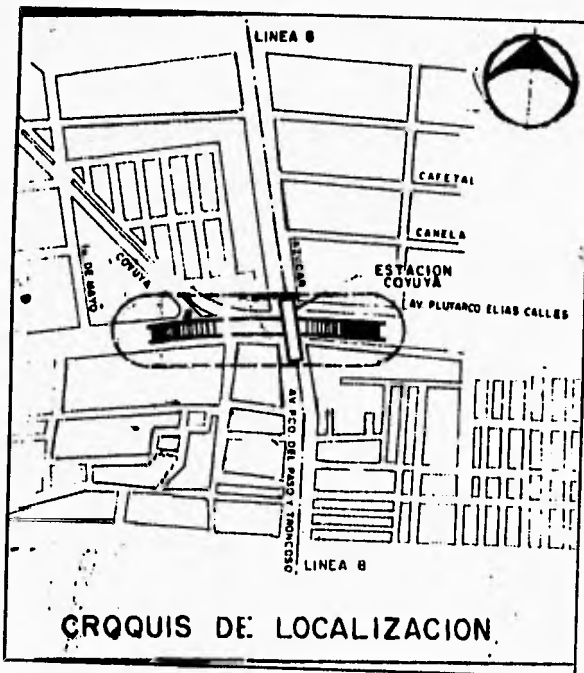 LINEA 8
CAFETAL
CANELA
AZUCAR
ESTACION
COYUYA
AV PLUTARCO ELIAS CALLES
COYUYA
DE MAYO
AV FCO. DEL PASO Y TRONCOSO
LINEA 8
CROQUIS DE LOCALIZACION